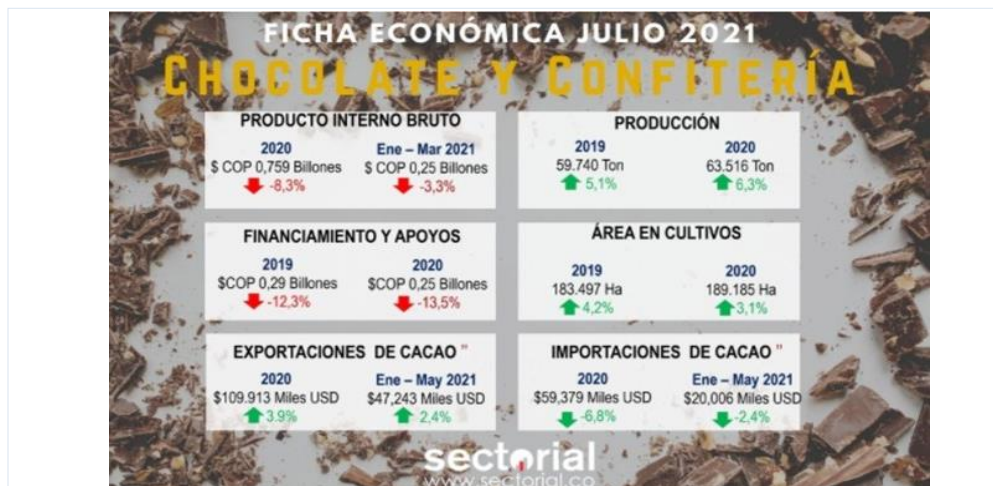 FICHA ECONÓMICA JULIO 2021
CHOCOLATE Y CONFITERÍA
PRODUCTO INTERNO BRUTO
2020
$ COP 0,759 Billones
-8,3%
Ene – Mar 2021
$ COP 0,25 Billones
-3,3%
PRODUCCIÓN
2019
59.740 Ton
5,1%
2020
63.516 Ton
6,3%
FINANCIAMIENTO Y APOYOS
2019
$COP 0,29 Billones
-12,3%
2020
$COP 0,25 Billones
-13,5%
ÁREA EN CULTIVOS
2019
183.497 Ha
4,2%
2020
189.185 Ha
3,1%
EXPORTACIONES DE CACAO "
2020
$109.913 Miles USD
3.9%
Ene – May 2021
$47,243 Miles USD
2,4%
IMPORTACIONES DE CACAO "
2020
$59,379 Miles USD
-6,8%
Ene – May 2021
$20,006 Miles USD
-2,4%
sectorial
www.sectorial.co